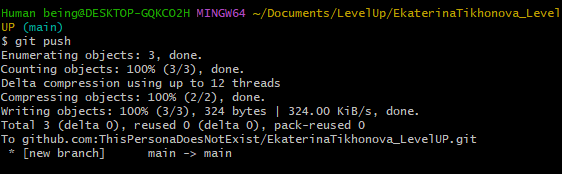 Human being@DESKTOP-GQKCO2H MINGW64 ~/Documents/LevelUp/EkaterinaTikhonova_Level
UP (main)
$ git push
Enumerating objects: 3, done.
Counting objects: 100% (3/3), done.
Delta compression using up to 12 threads
Compressing objects: 100% (2/2), done.
Writing objects: 100% (3/3), 324 bytes | 324.00 KiB/s, done.
Total 3 (delta 0), reused 0 (delta 0), pack-reused 0
To github.com:ThisPersonaDoesNotExist/EkaterinaTikhonova_LevelUP.git
 * [new branch]      main -> main